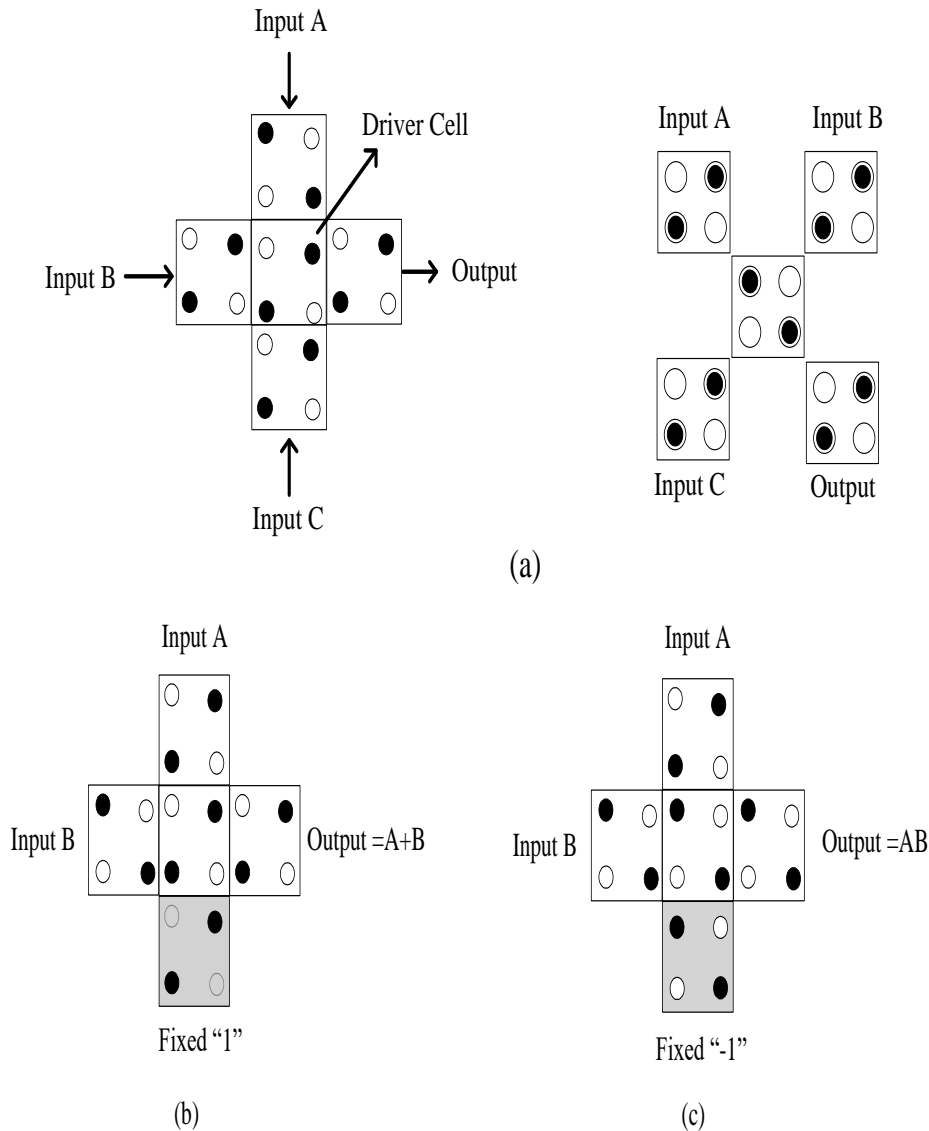 Input A
Driver Cell
Input B
Output
Input C
Input A
Input B
Input C
Output
(a)
Input A
Input B
Output =A+B
Fixed “1”
(b)
Input A
Input B
Output =AB
Fixed “-1”
(c)